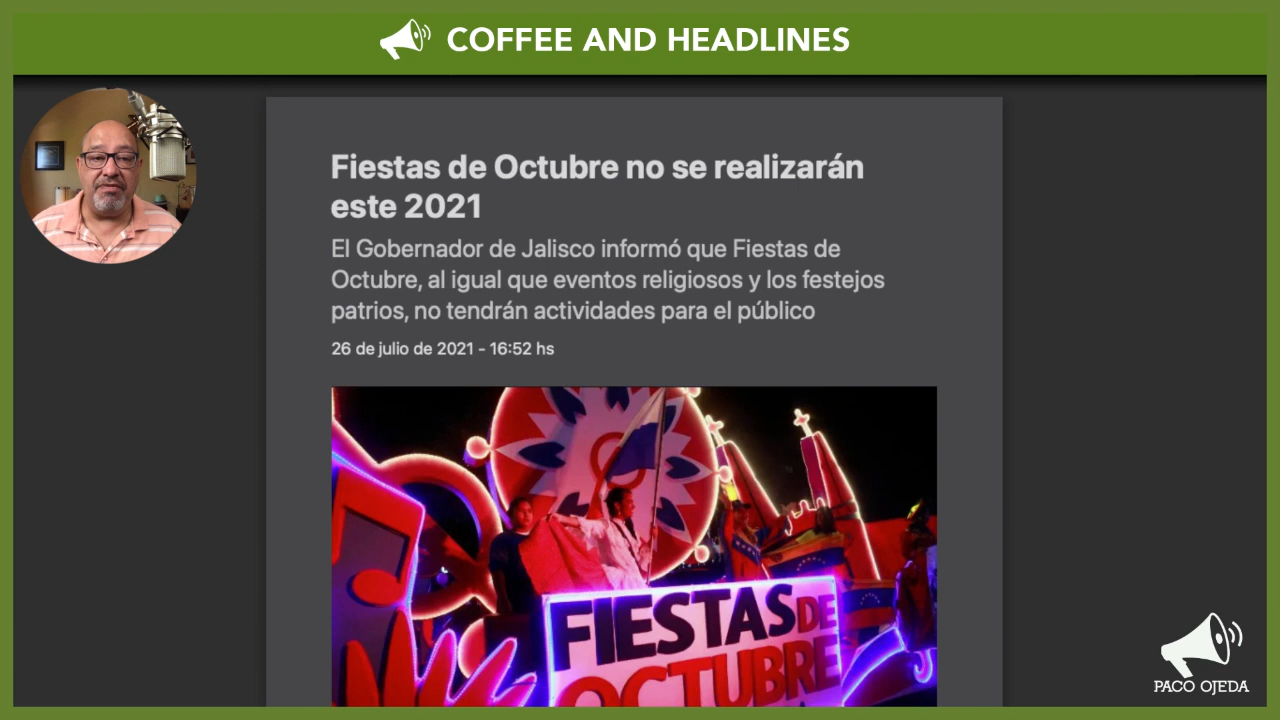 COFFEE AND HEADLINES
Fiestas de Octubre no se realizarán
este 2021
El Gobernador de Jalisco informó que Fiestas de
Octubre, al igual que eventos religiosos y los festejos
patrios, no tendrán actividades para el público
26 de julio de 2021 - 16:52 hs
FIESTAS DE
OCTUBRE
PACO OJEDA